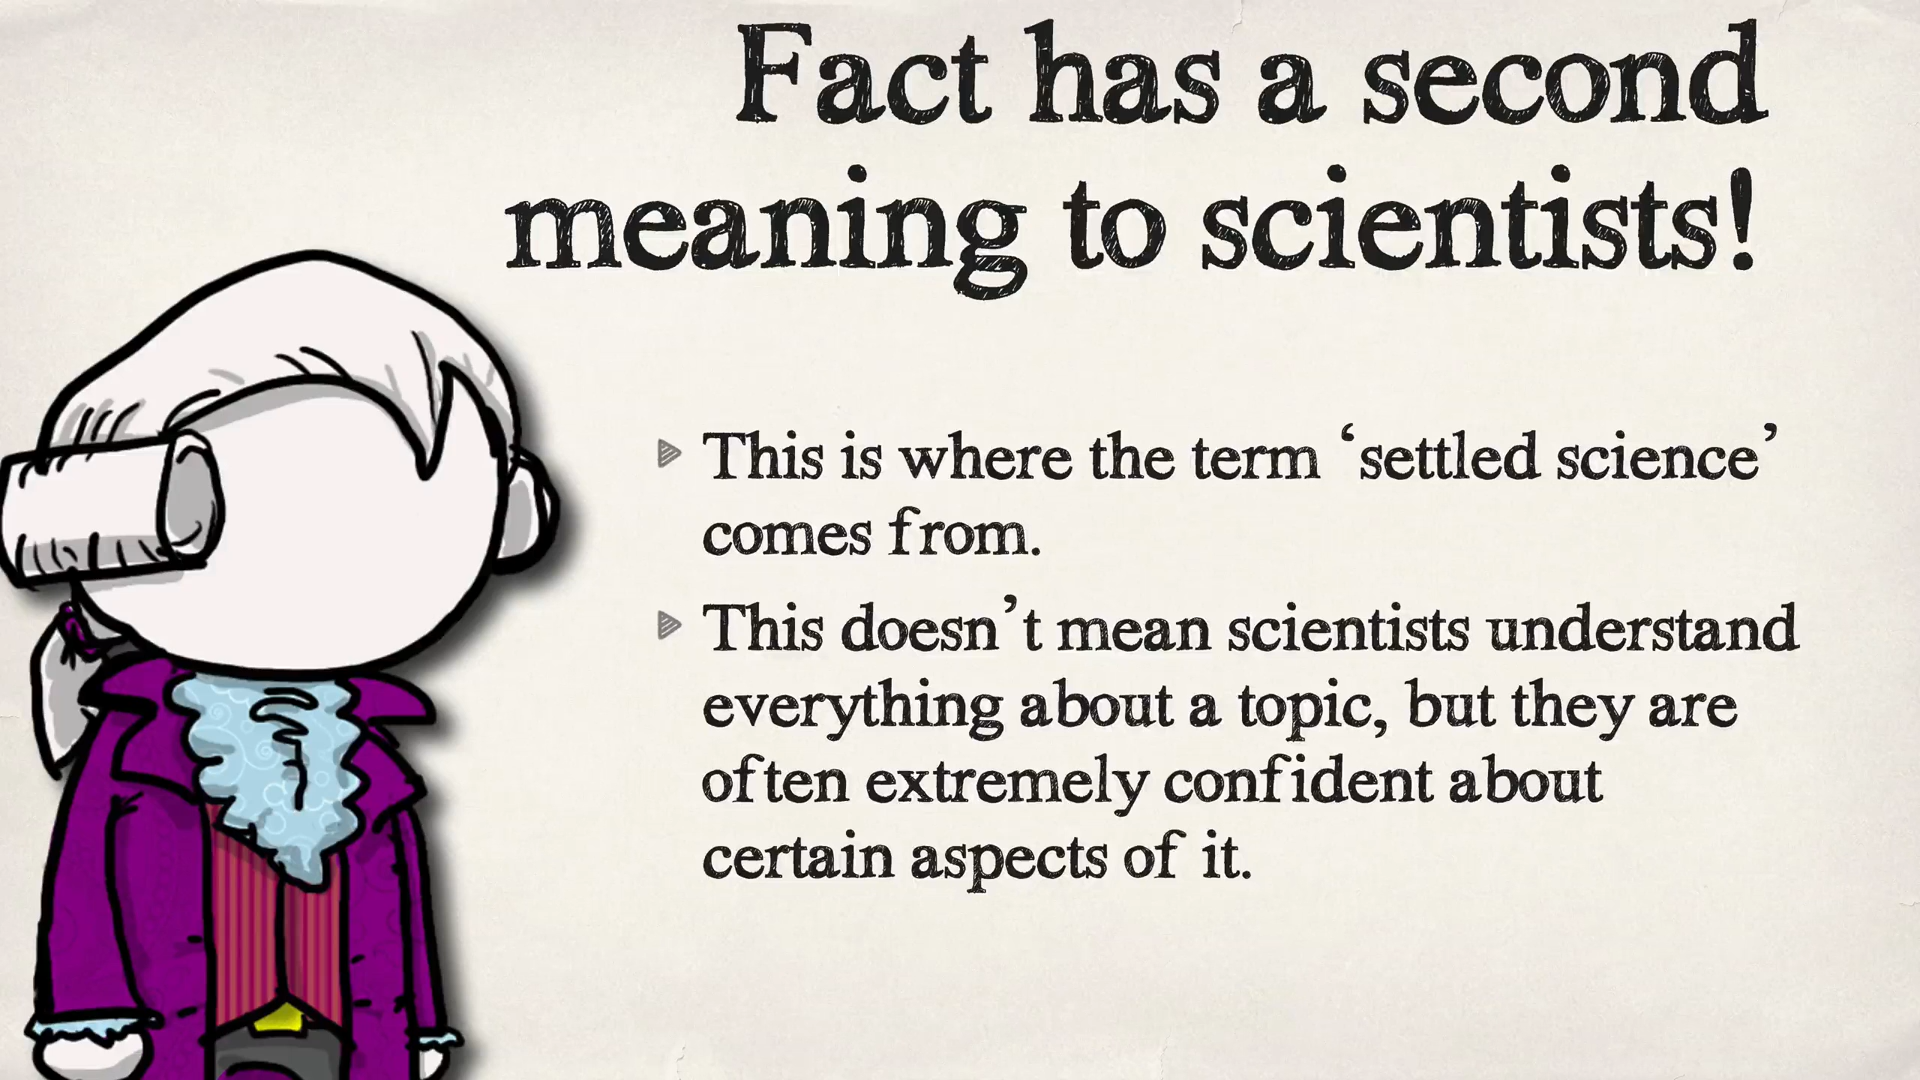 Fact has a second
meaning to scientists!
This is where the term ‘settled science’
comes from.
This doesn’t mean scientists understand
everything about a topic, but they are
often extremely confident about
certain aspects of it.